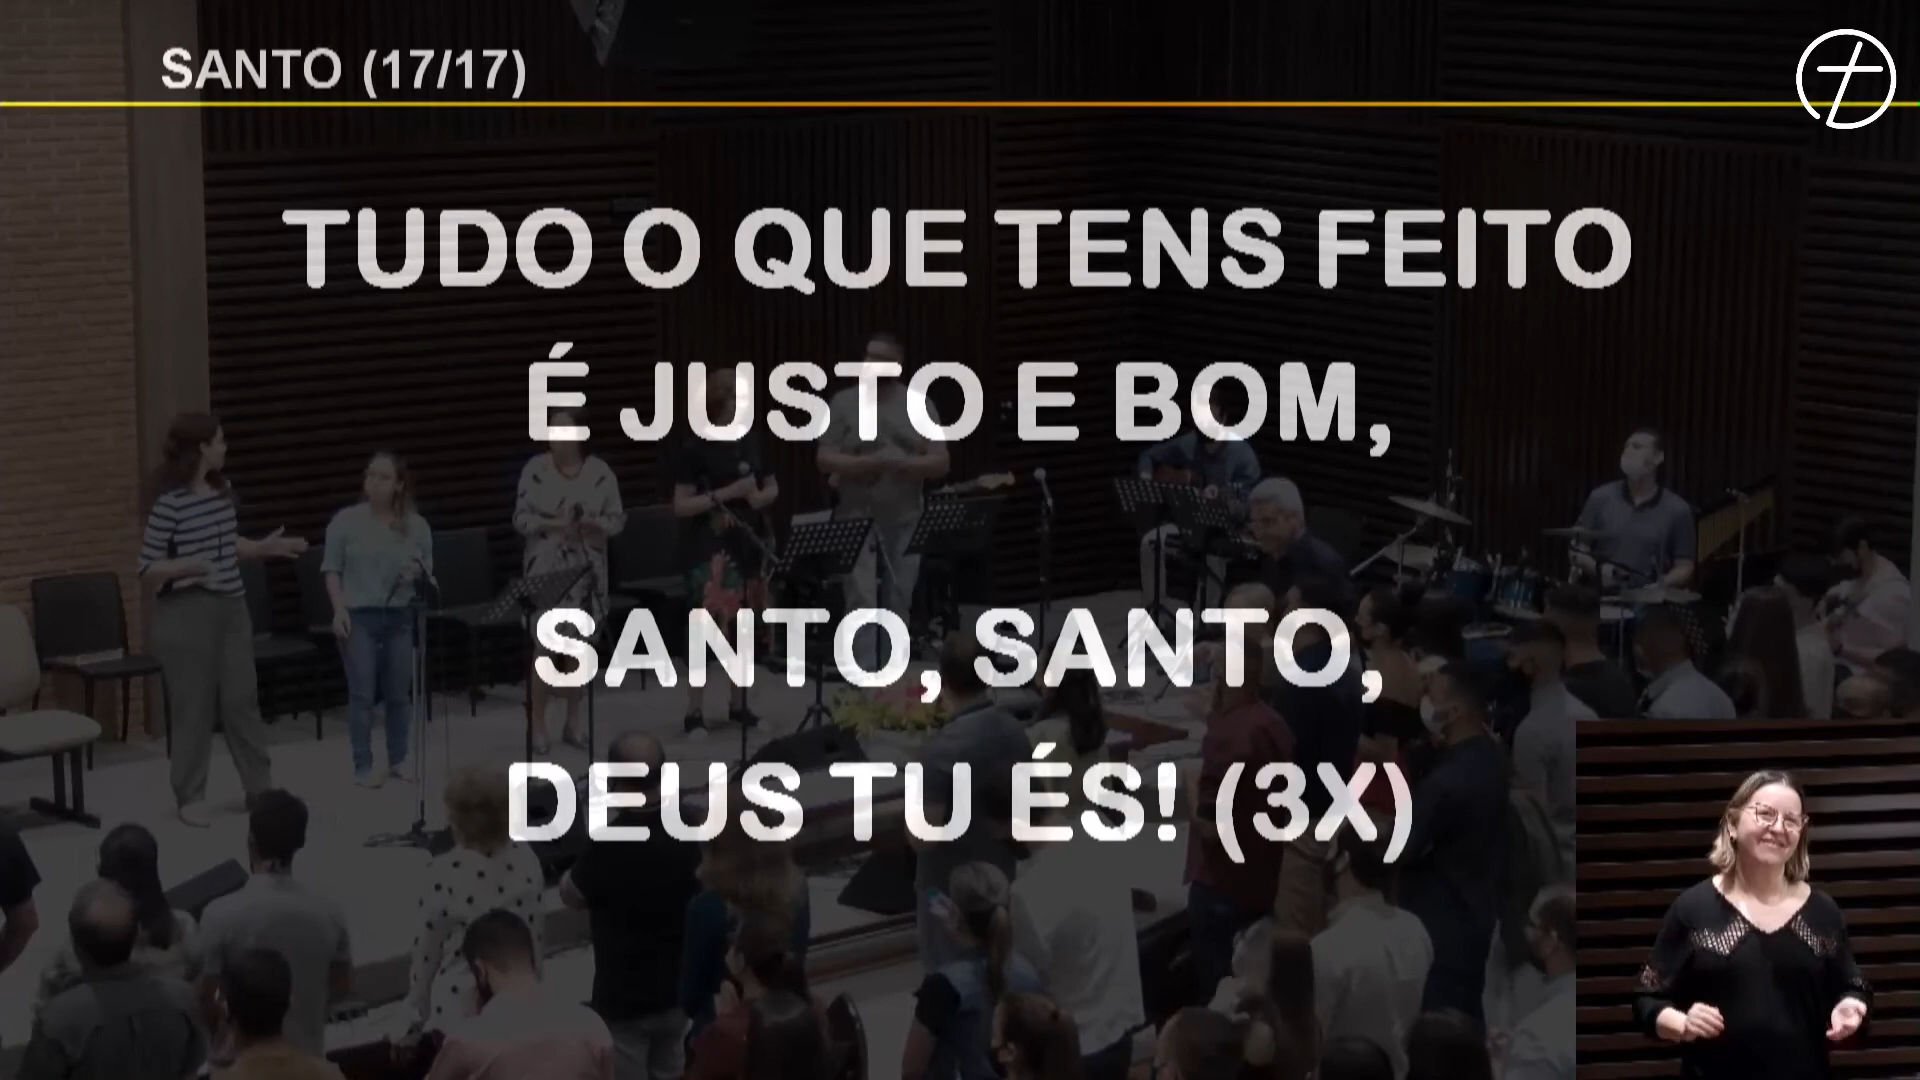 SANTO (17/17)
TUDO O QUE TENS FEITO
É JUSTO E BOM,
SANTO, SANTO,
DEUS TU ÉS! (3X)